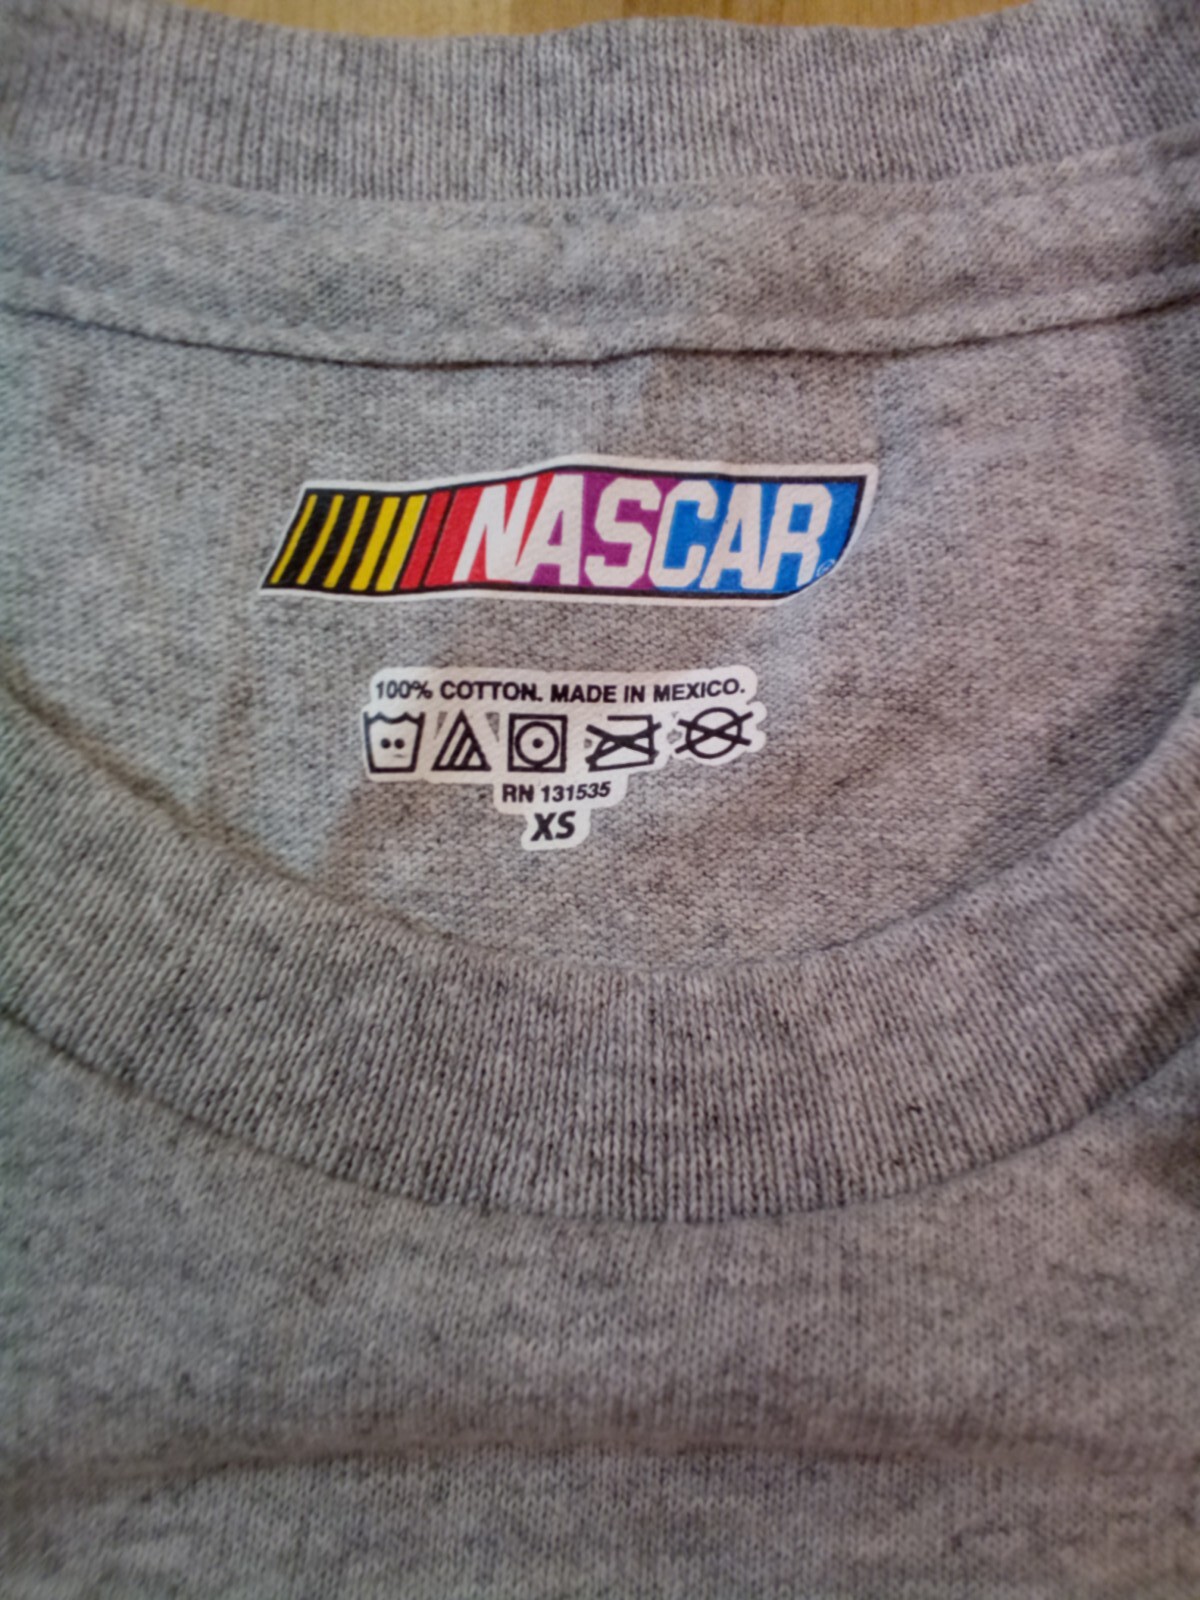 NASCAR
100% COTTON. MADE IN MEXICO.
RN 131535
XS